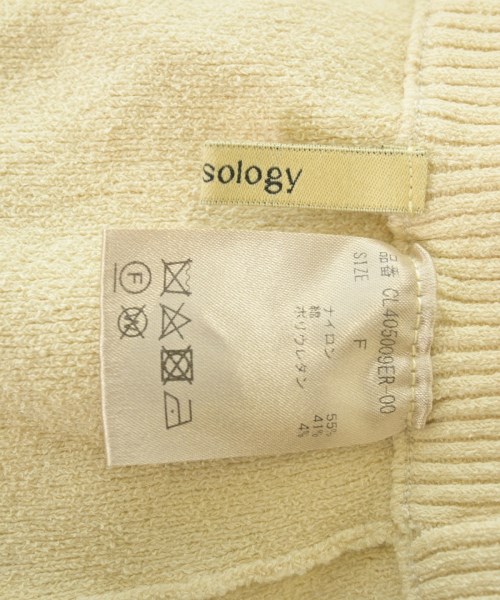 sology
品番 CL405009ER-00
SIZE F
ナイロン 55%
綿 41%
ポリウレタン 4%
F
W